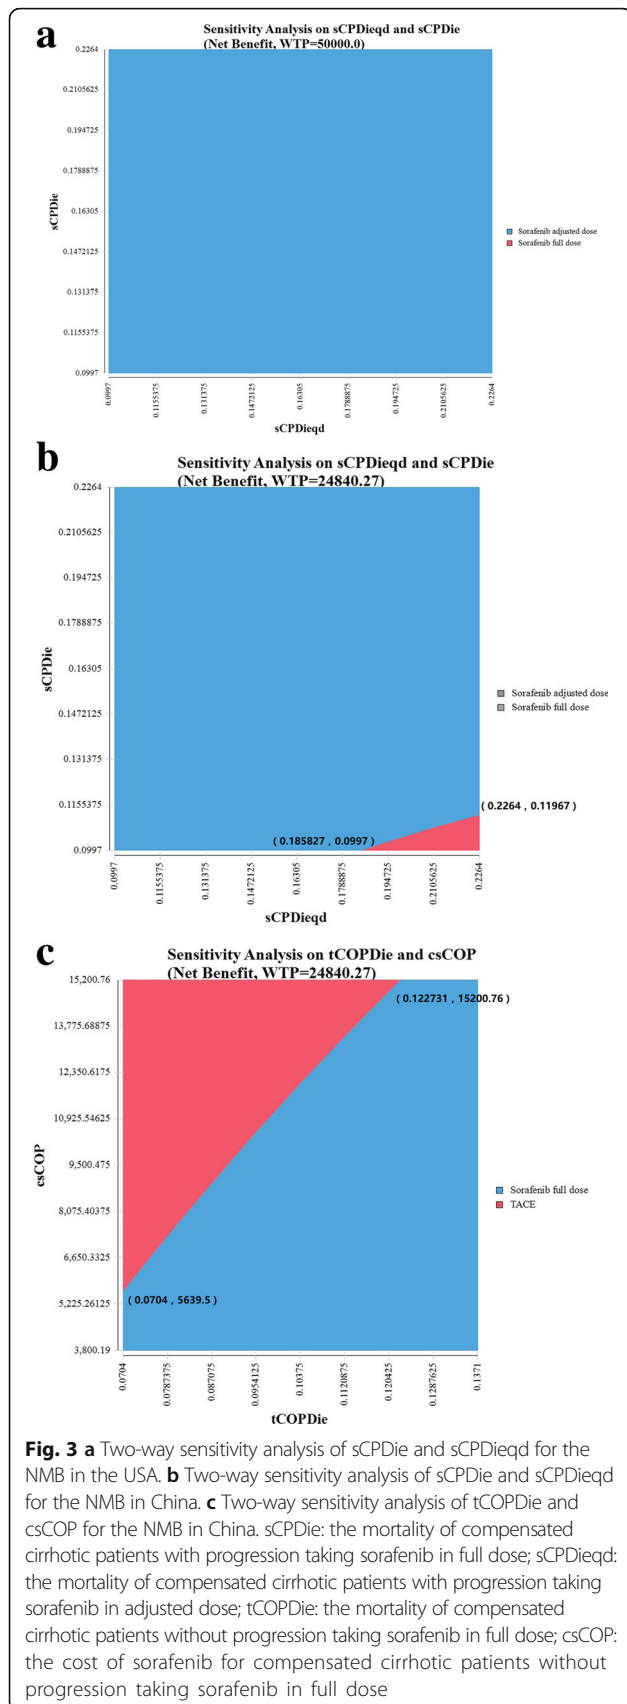 a
Sensitivity Analysis on sCPDieqd and sCPDie
(Net Benefit, WTP=50000.0)
0.2264
0.2105625
0.194725
0.1788875
0.16305
0.1472125
0.131375
0.1155375
0.0997
sCPDie
Sorafenib adjusted dose
Sorafenib full dose
0.0997
0.1155375
0.131375
0.1472125
0.16305
0.1788875
0.194725
0.2105625
0.2264
sCPDieqd
b
Sensitivity Analysis on sCPDieqd and sCPDie
(Net Benefit, WTP=24840.27)
0.2264
0.2105625
0.194725
0.1788875
0.16305
0.1472125
0.131375
0.1155375
0.0997
sCPDie
Sorafenib adjusted dose
Sorafenib full dose
( 0.2264 , 0.11967 )
( 0.185827 , 0.0997 )
0.0997
0.1155375
0.131375
0.1472125
0.16305
0.1788875
0.194725
0.2105625
0.2264
sCPDieqd
c
Sensitivity Analysis on tCOPDie and csCOP
(Net Benefit, WTP=24840.27)
15,200.76
13,775.68875
12,350.6175
10,925.54625
9,500.475
8,075.40375
6,650.3325
5,225.26125
3,800.19
csCOP
( 0.122731 , 15200.76 )
Sorafenib full dose
TACE
( 0.0704 , 5639.5 )
0.0704
0.0787375
0.087075
0.0954125
0.10375
0.1120875
0.120425
0.1287625
0.1371
tCOPDie
Fig. 3 a Two-way sensitivity analysis of sCPDie and sCPDieqd for the
NMB in the USA. b Two-way sensitivity analysis of sCPDie and sCPDieqd
for the NMB in China. c Two-way sensitivity analysis of tCOPDie and
csCOP for the NMB in China. sCPDie: the mortality of compensated
cirrhotic patients with progression taking sorafenib in full dose; sCPDieqd:
the mortality of compensated cirrhotic patients with progression taking
sorafenib in adjusted dose; tCOPDie: the mortality of compensated
cirrhotic patients without progression taking sorafenib in full dose; csCOP:
the cost of sorafenib for compensated cirrhotic patients without
progression taking sorafenib in full dose